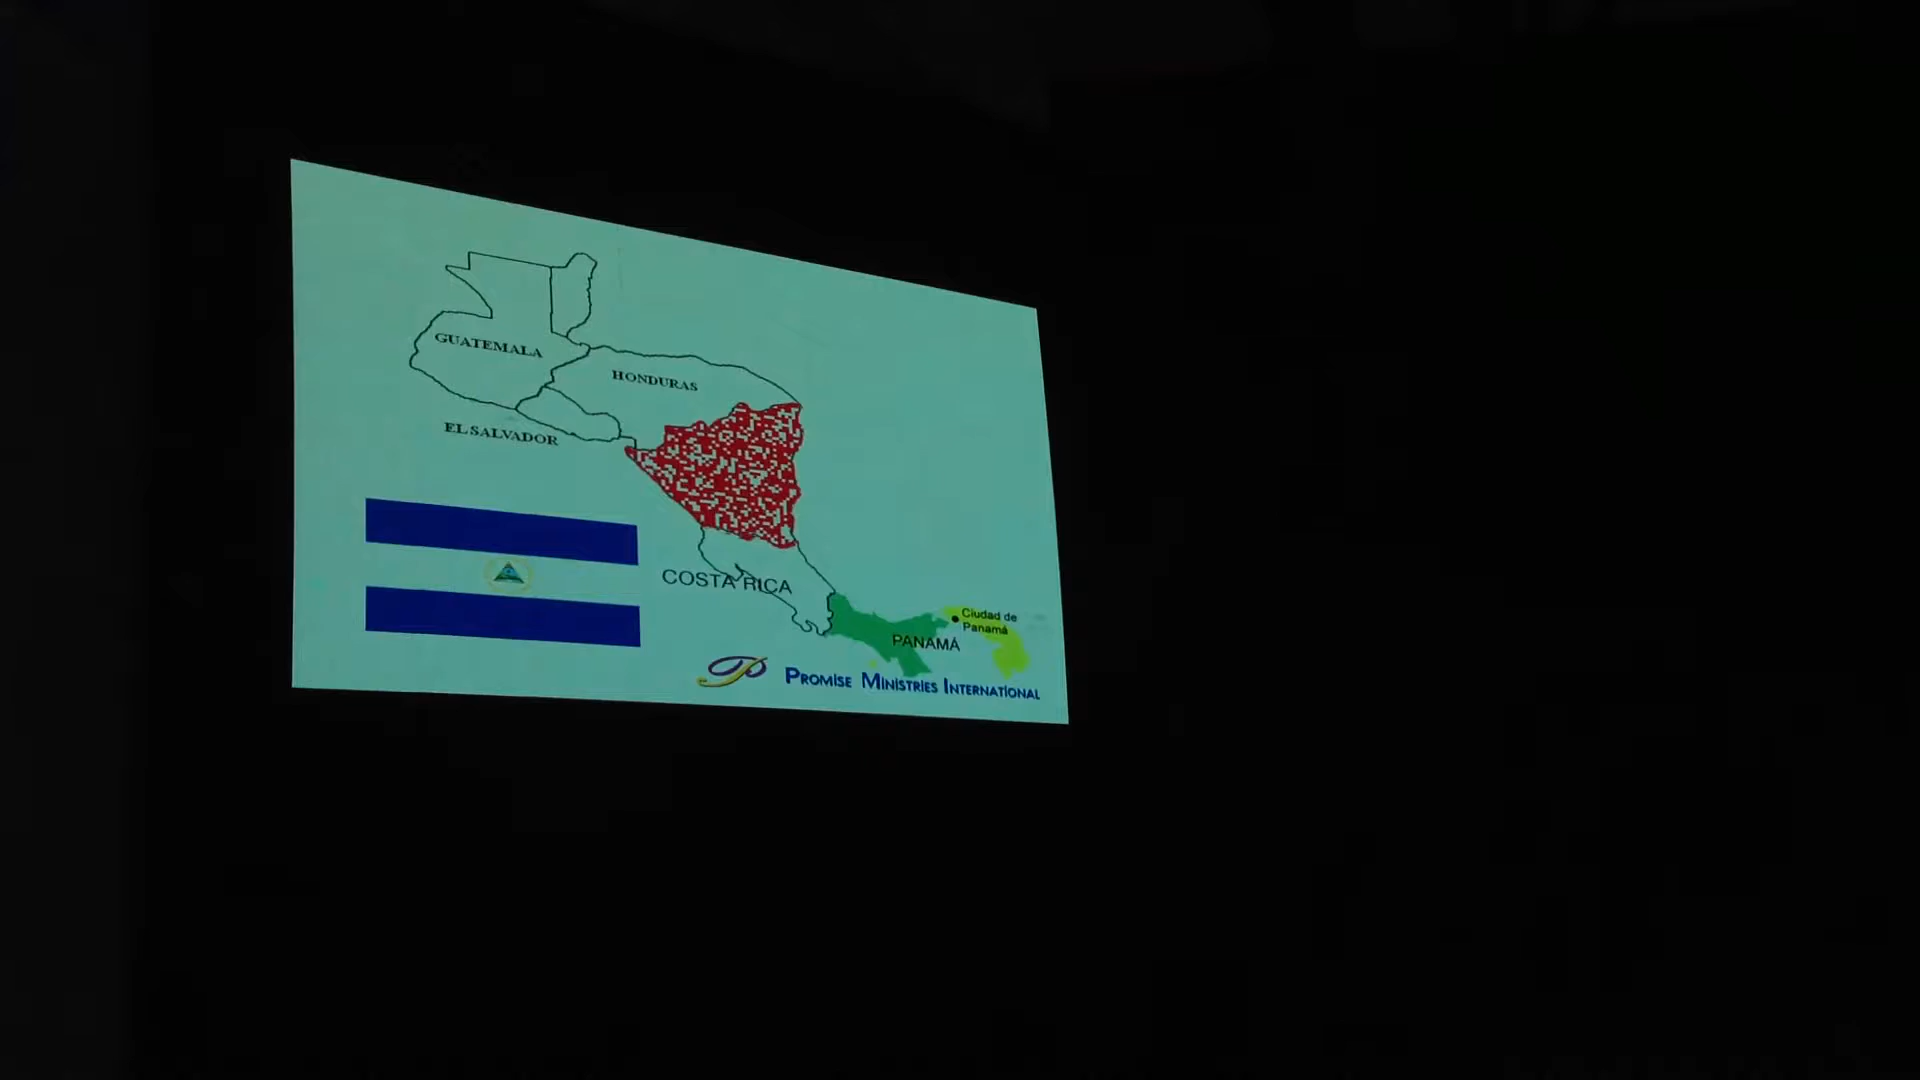 GUATEMALA
HONDURAS
EL SALVADOR
COSTA RICA
Ciudad de
Panamá
PANAMÁ
PROMISE MINISTRIES INTERNATIONAL